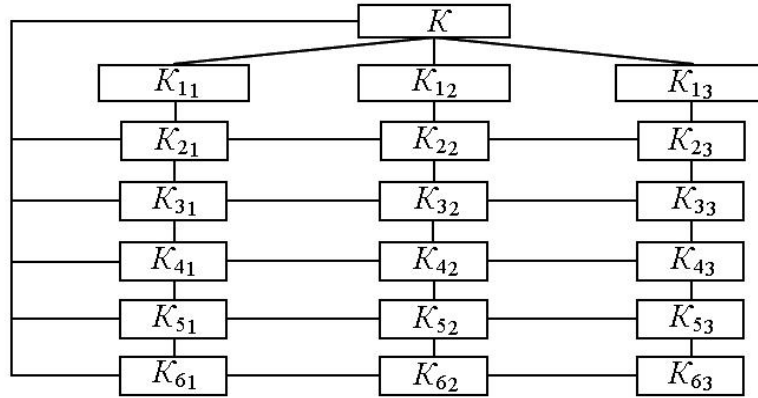 K
K₁₁ K₁₂ K₁₃
K₂₁ K₂₂ K₂₃
K₃₁ K₃₂ K₃₃
K₄₁ K₄₂ K₄₃
K₅₁ K₅₂ K₅₃
K₆₁ K₆₂ K₆₃